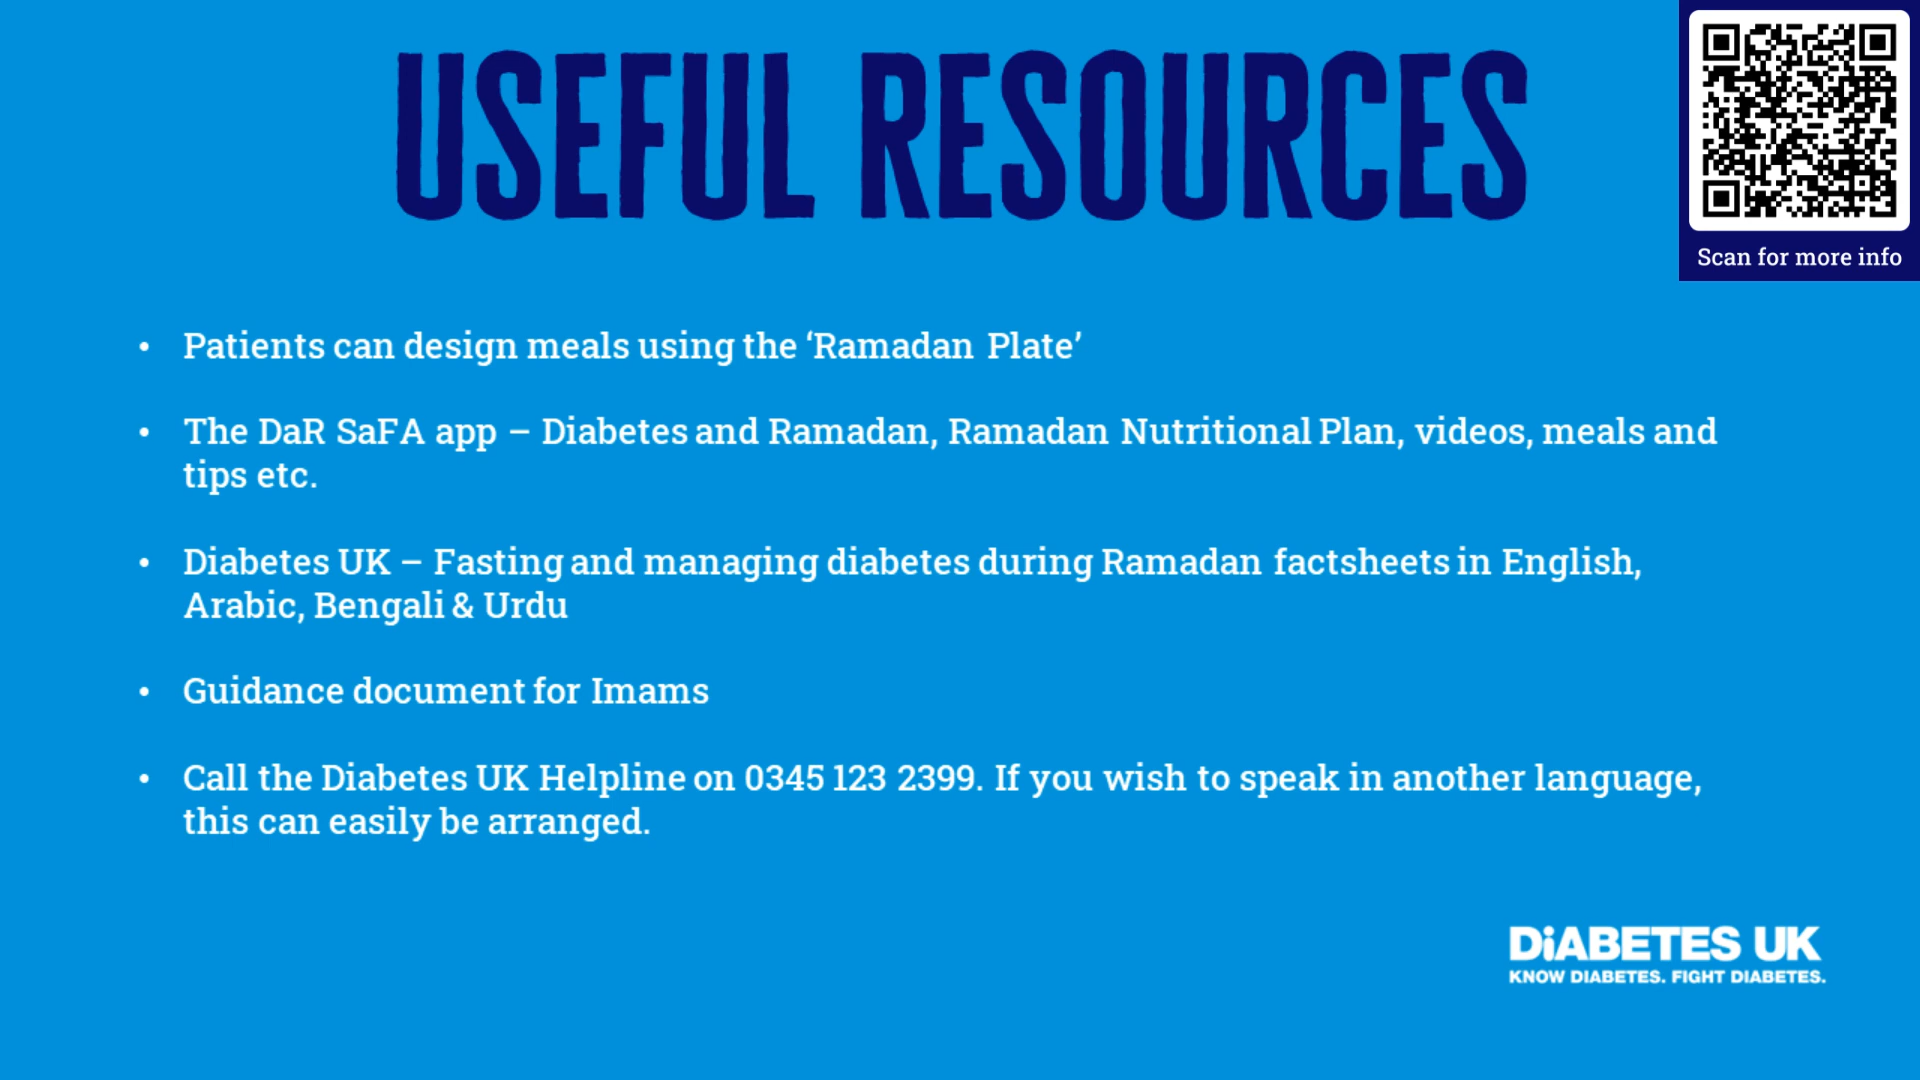 USEFUL RESOURCES
Scan for more info
• Patients can design meals using the ‘Ramadan Plate’
• The DaR SaFA app – Diabetes and Ramadan, Ramadan Nutritional Plan, videos, meals and
tips etc.
• Diabetes UK – Fasting and managing diabetes during Ramadan factsheets in English,
Arabic, Bengali & Urdu
• Guidance document for Imams
• Call the Diabetes UK Helpline on 0345 123 2399. If you wish to speak in another language,
this can easily be arranged.
DiABETES UK
KNOW DIABETES. FIGHT DIABETES.